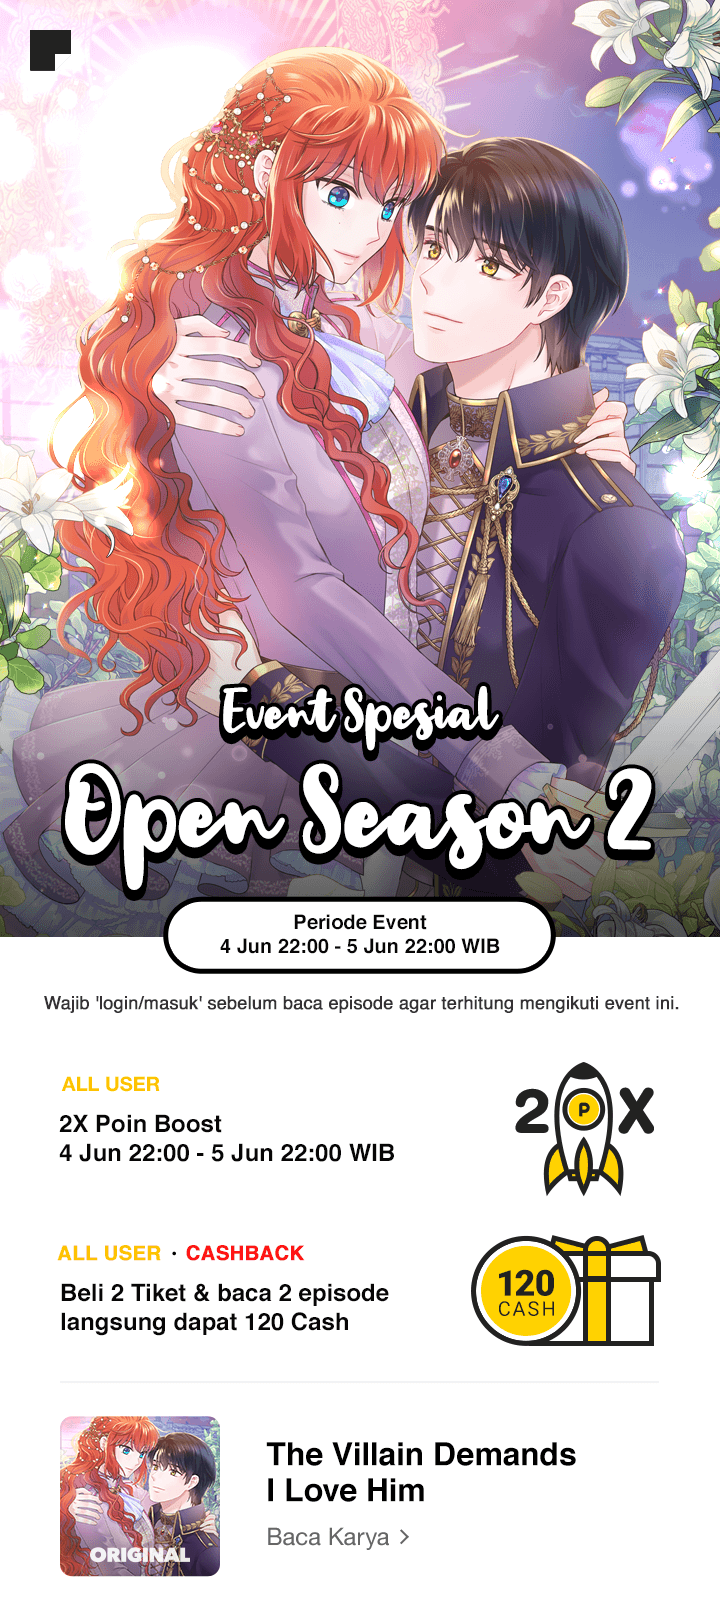 Event Spesial
Open Season 2
Periode Event
4 Jun 22:00 - 5 Jun 22:00 WIB
Wajib 'login/masuk' sebelum baca episode agar terhitung mengikuti event ini.
ALL USER
2X Poin Boost
4 Jun 22:00 - 5 Jun 22:00 WIB
2 P X
ALL USER · CASHBACK
Beli 2 Tiket & baca 2 episode
langsung dapat 120 Cash
120
CASH
The Villain Demands
I Love Him
Baca Karya >
ORIGINAL